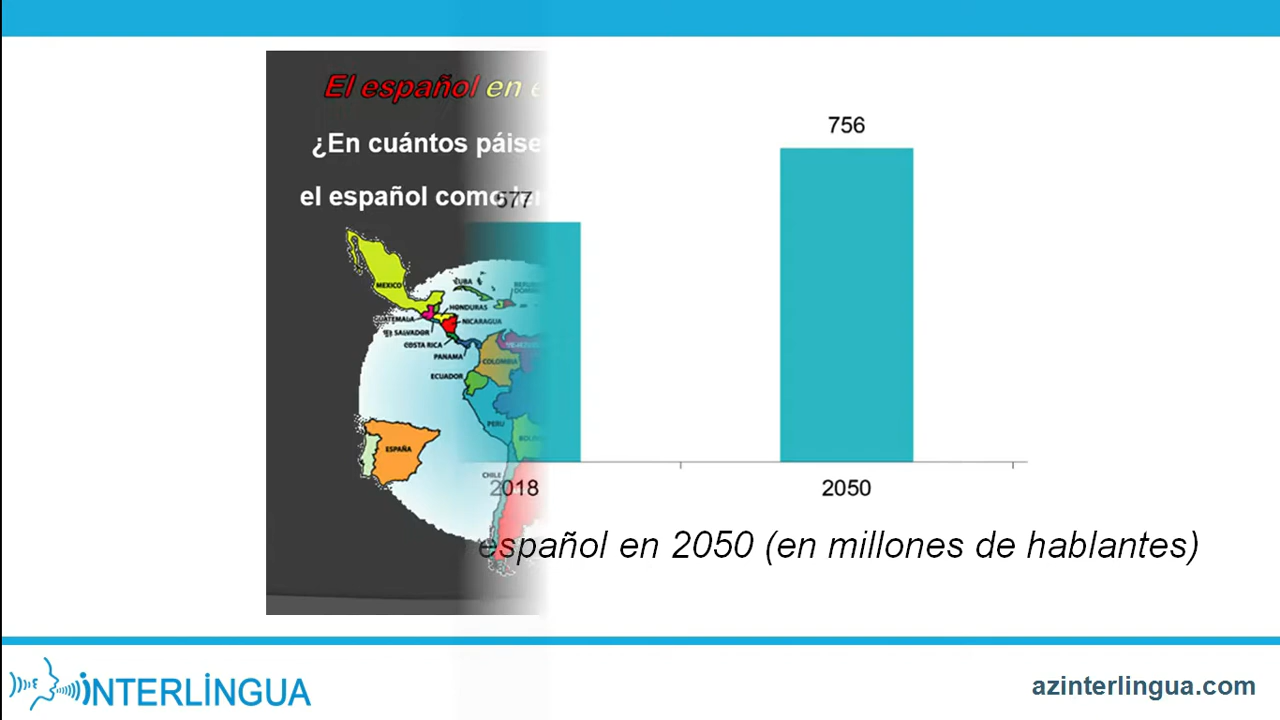 El español en
¿En cuántos páise
el español como
577
756
MEXICO
CUBA
HONDURAS
GUATEMALA
NICARAGUA
EL SALVADOR
COSTA RICA
PANAMA
COLOMBIA
ECUADOR
PERU
ESPAÑA
CHILE
2018
2050
español en 2050 (en millones de hablantes)
INTERLİNGUA
azinterlingua.com